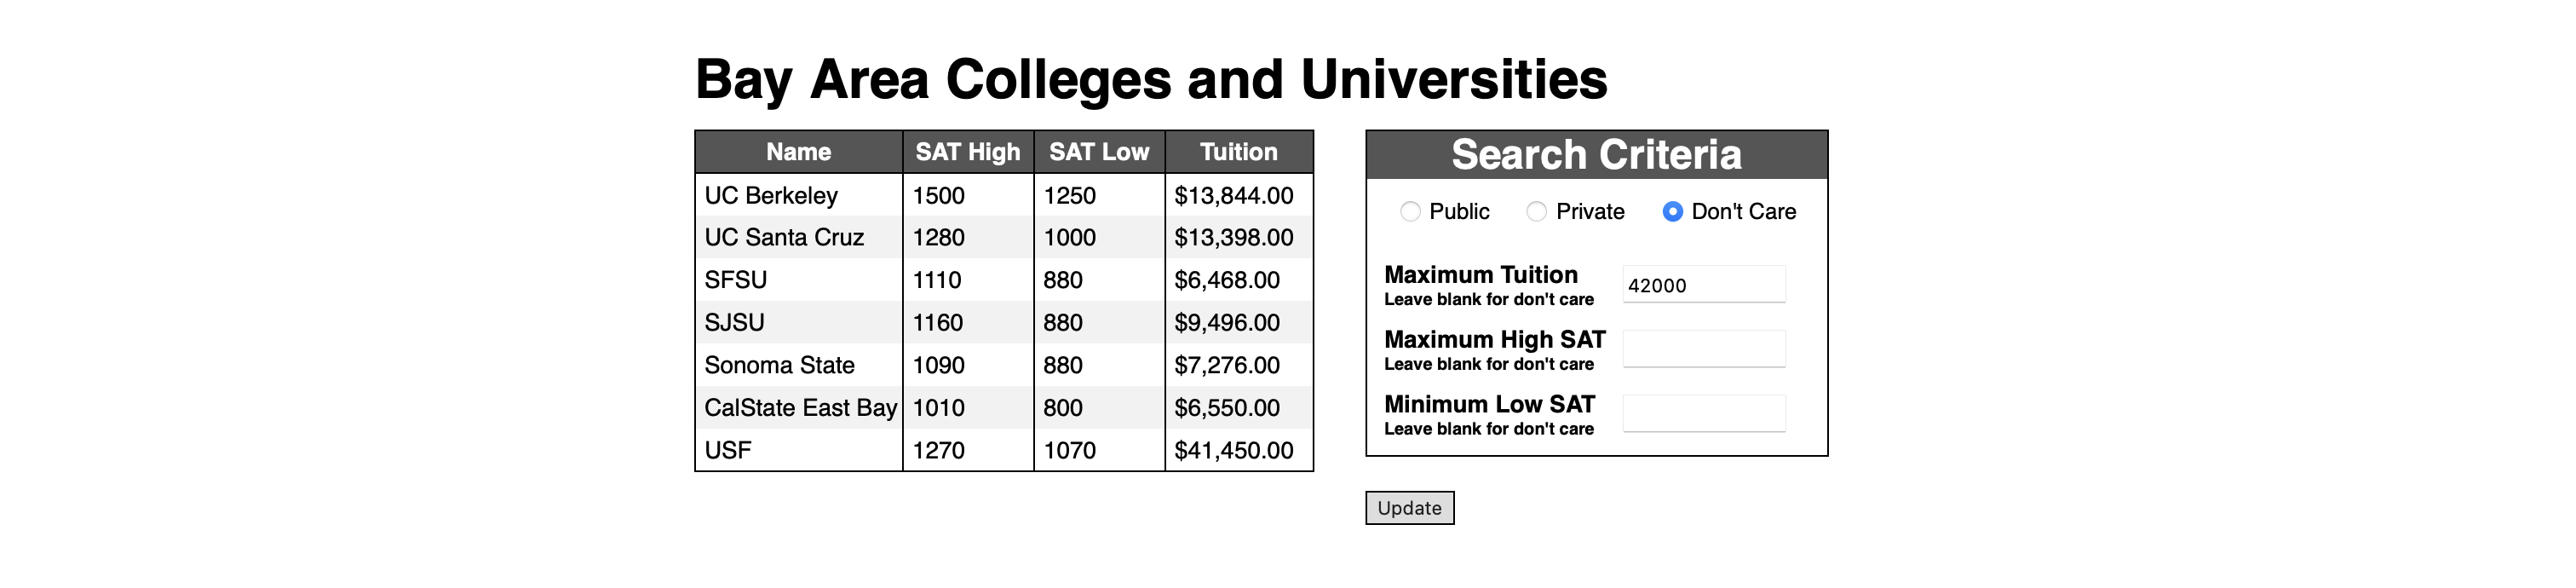 Bay Area Colleges and Universities
Name SAT High SAT Low Tuition
UC Berkeley 1500 1250 $13,844.00
UC Santa Cruz 1280 1000 $13,398.00
SFSU 1110 880 $6,468.00
SJSU 1160 880 $9,496.00
Sonoma State 1090 880 $7,276.00
CalState East Bay 1010 800 $6,550.00
USF 1270 1070 $41,450.00
Search Criteria
Public Private Don't Care
Maximum Tuition 42000
Leave blank for don't care
Maximum High SAT
Leave blank for don't care
Minimum Low SAT
Leave blank for don't care
Update